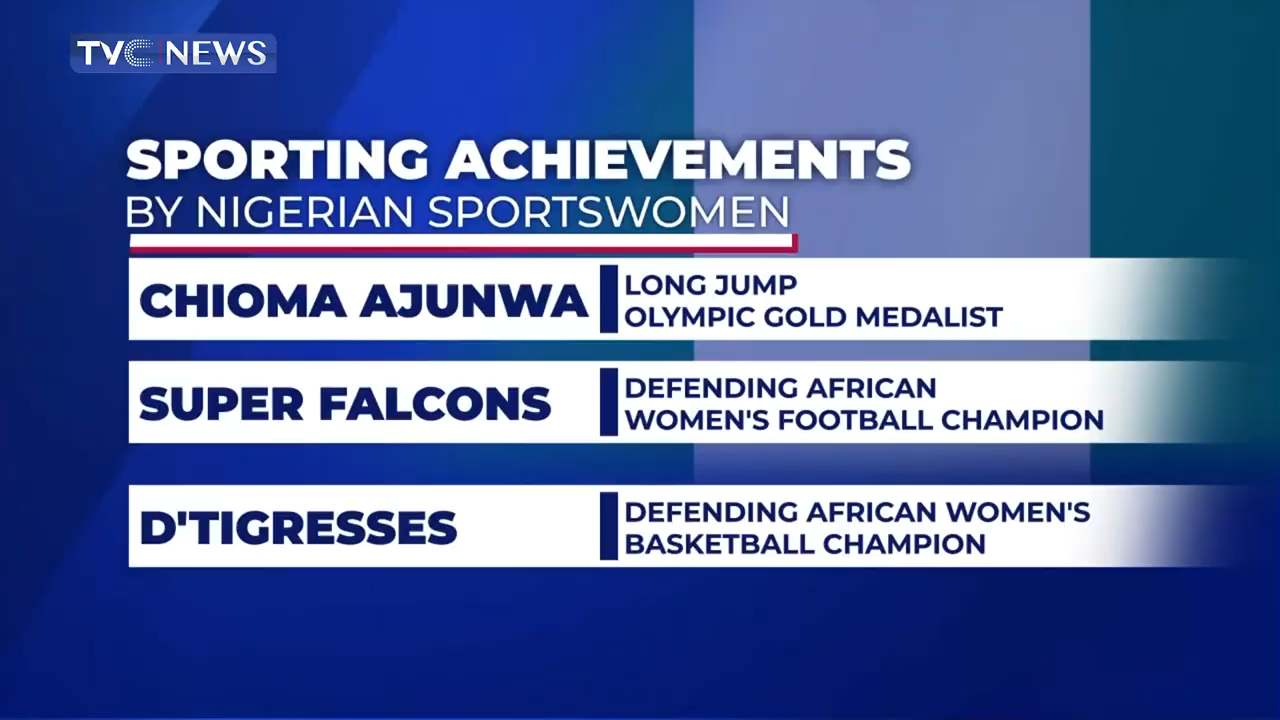 TVC NEWS
SPORTING ACHIEVEMENTS
BY NIGERIAN SPORTSWOMEN
CHIOMA AJUNWA
LONG JUMP
OLYMPIC GOLD MEDALIST
SUPER FALCONS
DEFENDING AFRICAN
WOMEN'S FOOTBALL CHAMPION
D'TIGRESSES
DEFENDING AFRICAN WOMEN'S
BASKETBALL CHAMPION